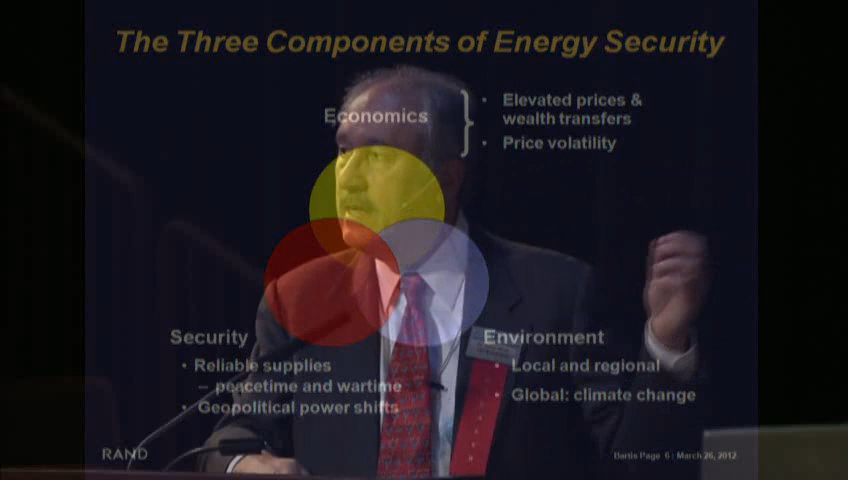 The Three Components of Energy Security
Economics
• Elevated prices &
wealth transfers
• Price volatility
Security
• Reliable supplies
– peacetime and wartime
• Geopolitical power shifts
Environment
• Local and regional
• Global: climate change
RAND
Bartis Page 6 : March 26, 2012